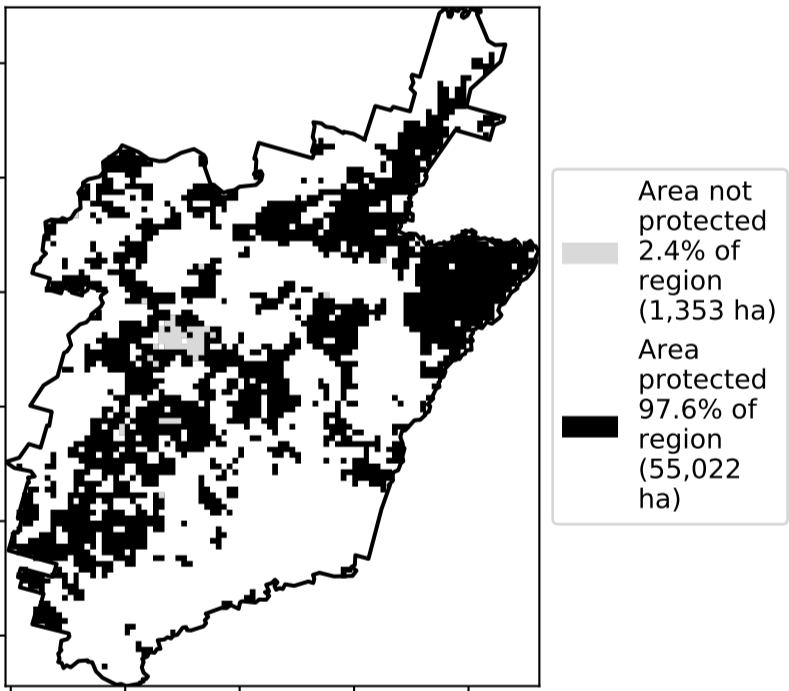 Area not
protected
2.4% of
region
(1,353 ha)
Area
protected
97.6% of
region
(55,022
ha)